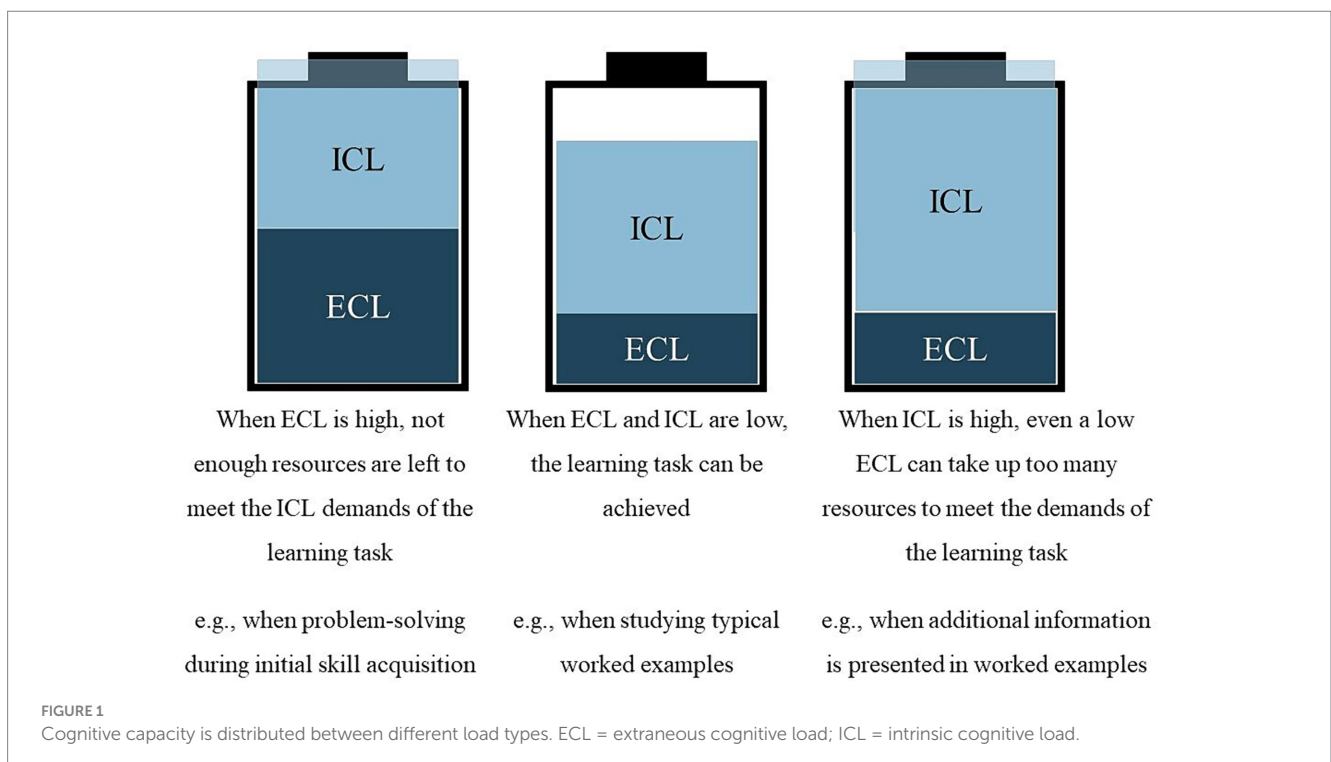 ICL
ECL
When ECL is high, not
enough resources are left to
meet the ICL demands of the
learning task
e.g., when problem-solving
during initial skill acquisition
ICL
ECL
When ECL and ICL are low,
the learning task can be
achieved
e.g., when studying typical
worked examples
ICL
ECL
When ICL is high, even a low
ECL can take up too many
resources to meet the demands of
the learning task
e.g., when additional information
is presented in worked examples
FIGURE 1
Cognitive capacity is distributed between different load types. ECL = extraneous cognitive load; ICL = intrinsic cognitive load.